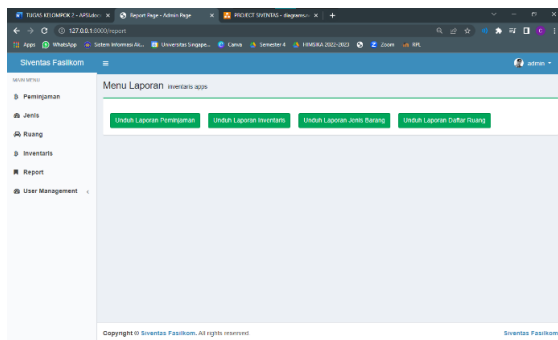 TUGAS KELOMPOK 7 - APSI.docx
Report Page - Admin Page
PROJECT SIVENTAS - diagrams.n
127.0.0.1:8000/report
Apps
WhatsApp
Sistem Informasi Ak...
Universitas Singape...
Canva
Semester 4
HIMSIKA 2022-2023
Zoom
RPL
Siventas Fasilkom
admin
MAIN MENU
Menu Laporan inventaris apps
Peminjaman
Jenis
Ruang
Inventaris
Report
User Management
Unduh Laporan Peminjaman
Unduh Laporan Inventaris
Unduh Laporan Jenis Barang
Unduh Laporan Daftar Ruang
Copyright © Siventas Fasilkom. All rights reserved.
Siventas Fasilkom